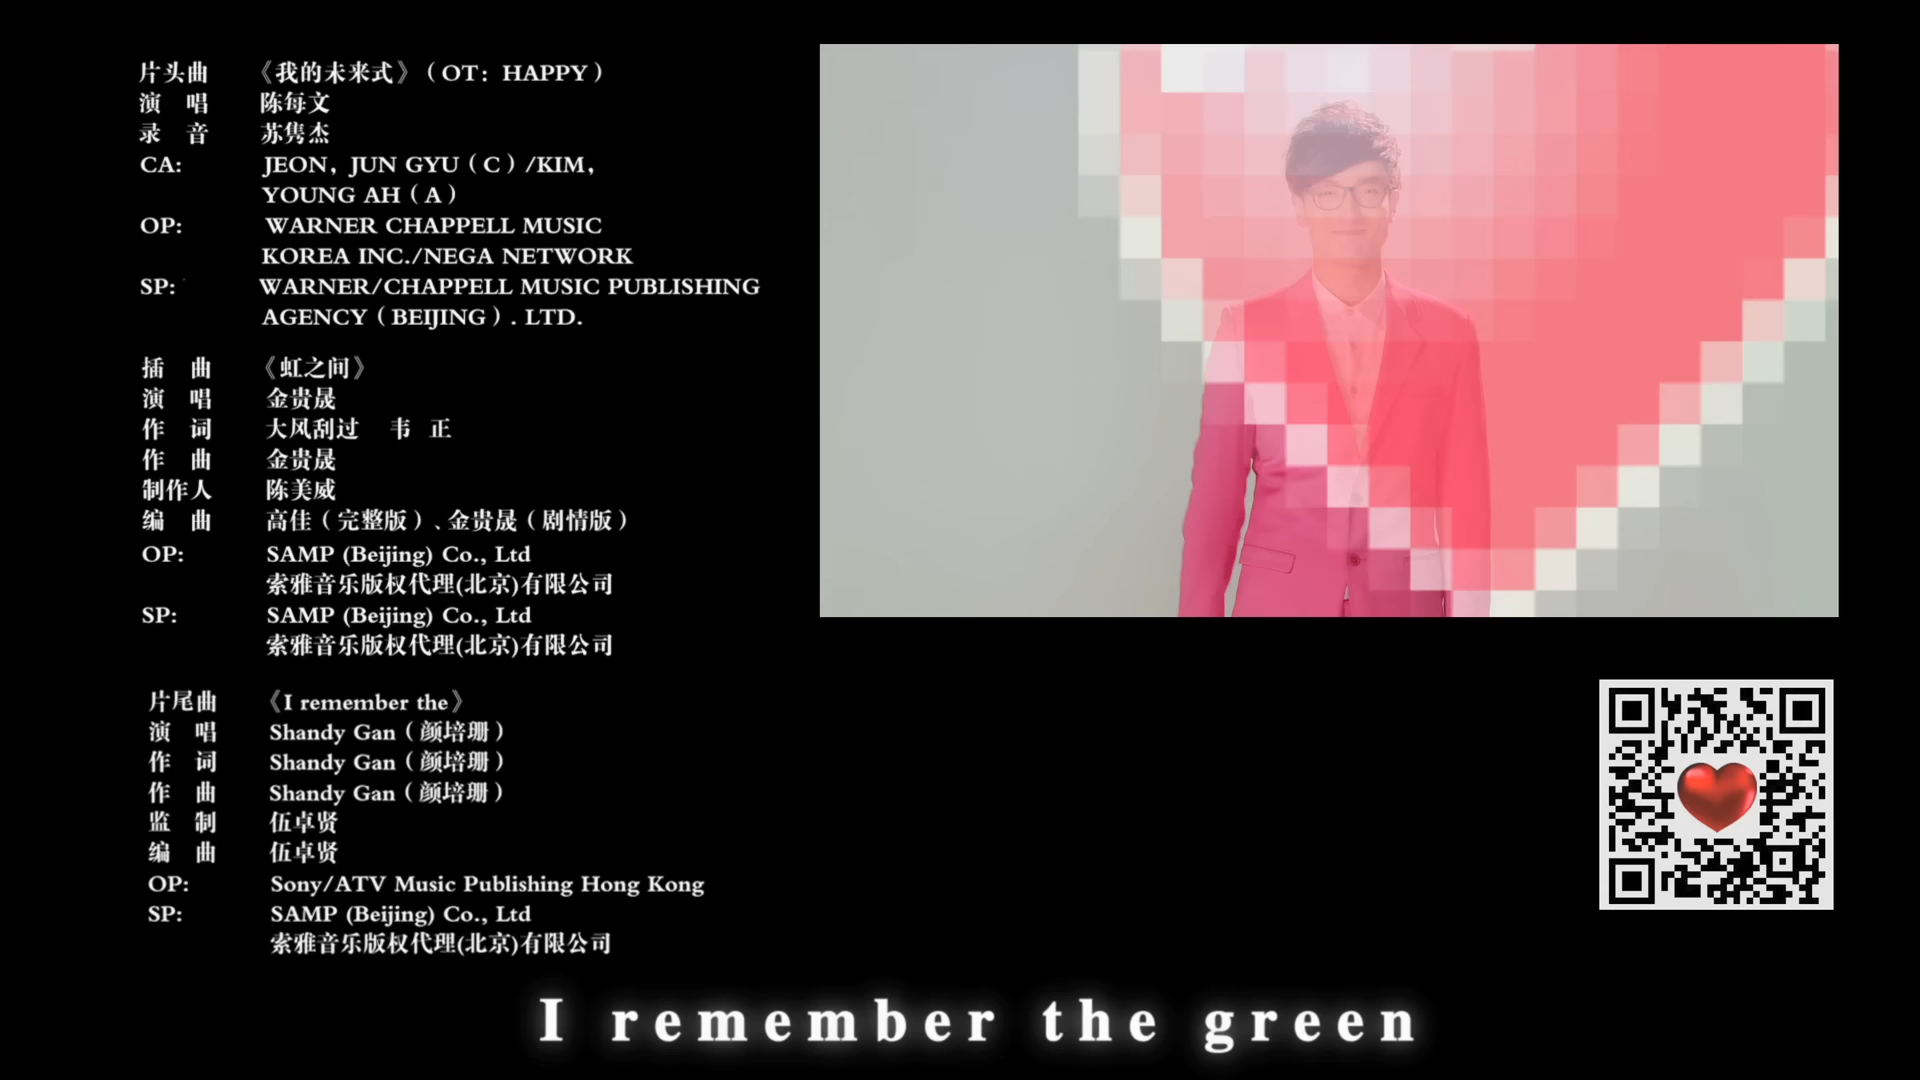 片头曲 《我的未来式》（OT：HAPPY）
演 唱 陈每文
录 音 苏隽杰
CA: JEON，JUN GYU（C）/KIM，
YOUNG AH（A）
OP: WARNER CHAPPELL MUSIC
KOREA INC./NEGA NETWORK
SP: WARNER/CHAPPELL MUSIC PUBLISHING
AGENCY（BEIJING）. LTD.
插 曲 《虹之间》
演 唱 金贵晟
作 词 大风刮过 韦 正
作 曲 金贵晟
制作人 陈美威
编 曲 高佳（完整版）、金贵晟（剧情版）
OP: SAMP (Beijing) Co., Ltd
索雅音乐版权代理(北京)有限公司
SP: SAMP (Beijing) Co., Ltd
索雅音乐版权代理(北京)有限公司
片尾曲 《I remember the》
演 唱 Shandy Gan（颜培珊）
作 词 Shandy Gan（颜培珊）
作 曲 Shandy Gan（颜培珊）
监 制 伍卓贤
编 曲 伍卓贤
OP: Sony/ATV Music Publishing Hong Kong
SP: SAMP (Beijing) Co., Ltd
索雅音乐版权代理(北京)有限公司
I remember the green